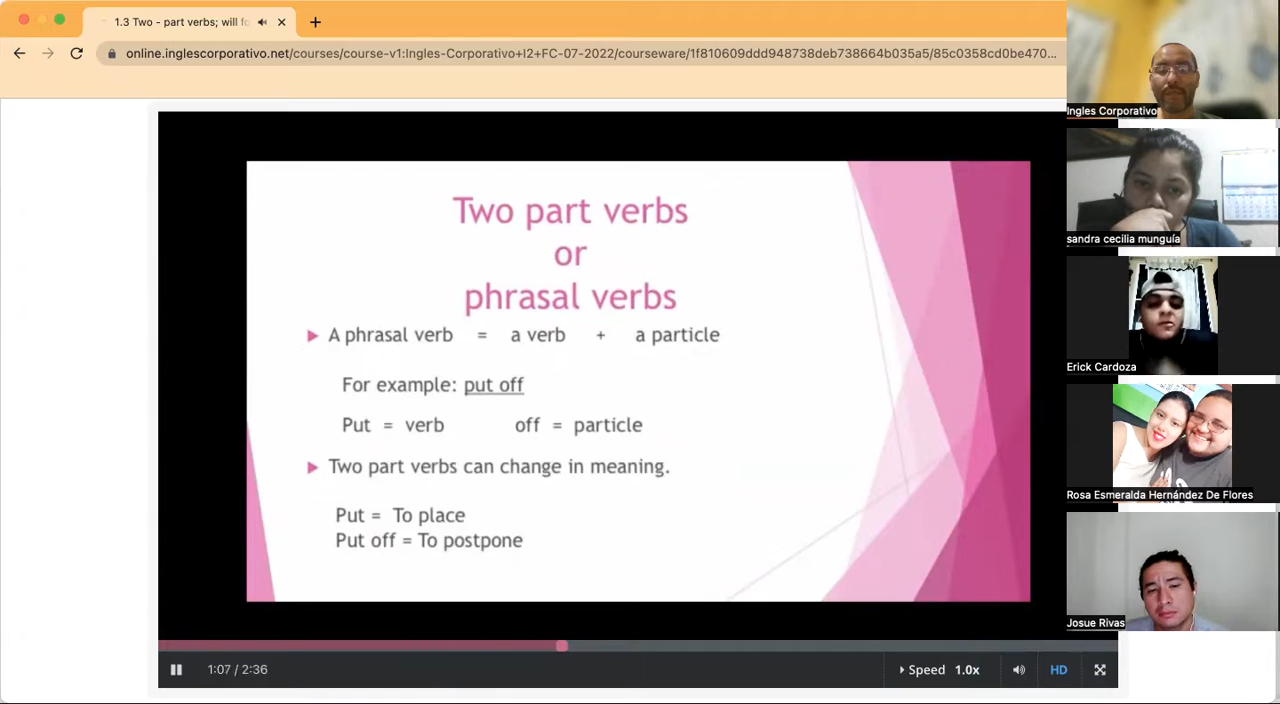 1.3 Two - part verbs; will fo
online.inglescorporativo.net/courses/course-v1:Ingles-Corporativo+I2+FC-07-2022/courseware/1f810609ddd948738deb738664b035a5/85c0358cd0be470...
Two part verbs
or
phrasal verbs
A phrasal verb = a verb + a particle
For example: put off
Put = verb off = particle
Two part verbs can change in meaning.
Put = To place
Put off = To postpone
1:07 / 2:36
Speed 1.0x
HD
Ingles Corporativo
sandra cecilia munguía
Erick Cardoza
Rosa Esmeralda Hernández De Flores
Josue Rivas